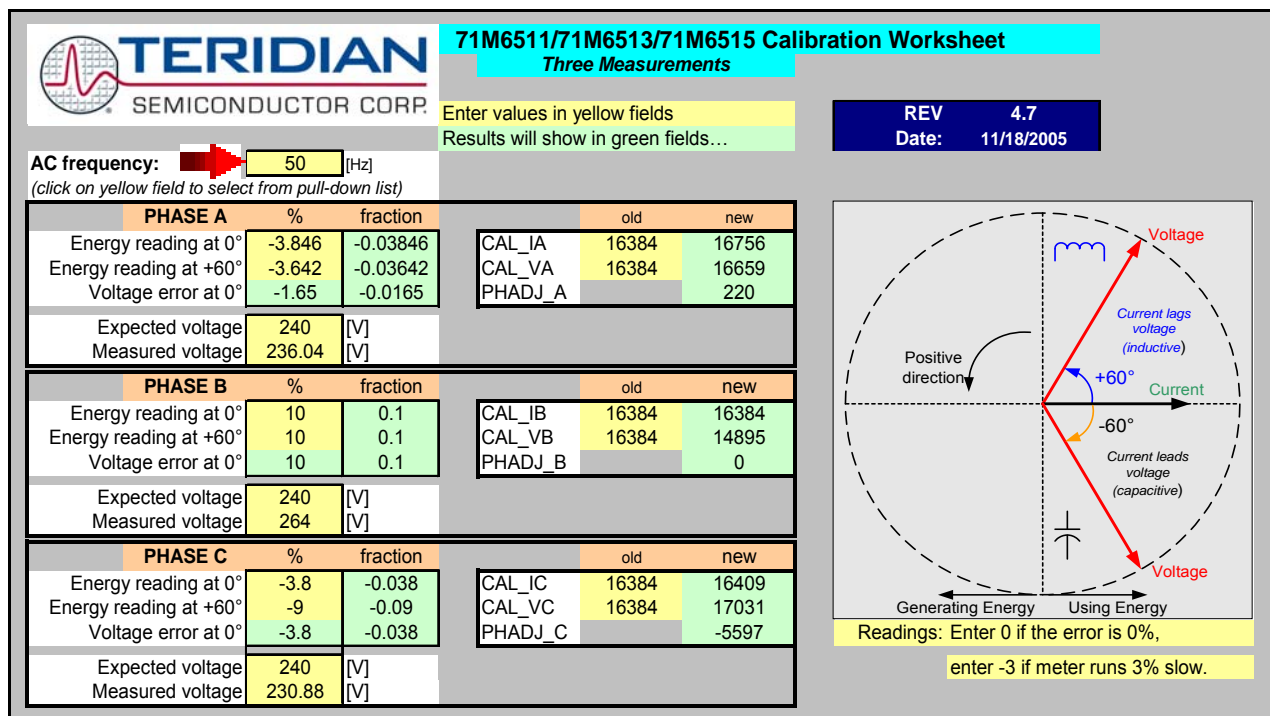 TERIDIAN
SEMICONDUCTOR CORP.
71M6511/71M6513/71M6515 Calibration Worksheet
Three Measurements
Enter values in yellow fields
Results will show in green fields…
REV 4.7
Date: 11/18/2005
AC frequency: 50 [Hz]
(click on yellow field to select from pull-down list)
PHASE A % fraction old new
Energy reading at 0° -3.846 -0.03846 CAL_IA 16384 16756
Energy reading at +60° -3.642 -0.03642 CAL_VA 16384 16659
Voltage error at 0° -1.65 -0.0165 PHADJ_A 220
Expected voltage 240 [V]
Measured voltage 236.04 [V]
PHASE B % fraction old new
Energy reading at 0° 10 0.1 CAL_IB 16384 16384
Energy reading at +60° 10 0.1 CAL_VB 16384 14895
Voltage error at 0° 10 0.1 PHADJ_B 0
Expected voltage 240 [V]
Measured voltage 264 [V]
PHASE C % fraction old new
Energy reading at 0° -3.8 -0.038 CAL_IC 16384 16409
Energy reading at +60° -9 -0.09 CAL_VC 16384 17031
Voltage error at 0° -3.8 -0.038 PHADJ_C -5597
Expected voltage 240 [V]
Measured voltage 230.88 [V]
Voltage
Current lags
voltage
(inductive)
Positive
direction
+60°
Current
-60°
Current leads
voltage
(capacitive)
Voltage
Generating Energy Using Energy
Readings: Enter 0 if the error is 0%,
enter -3 if meter runs 3% slow.